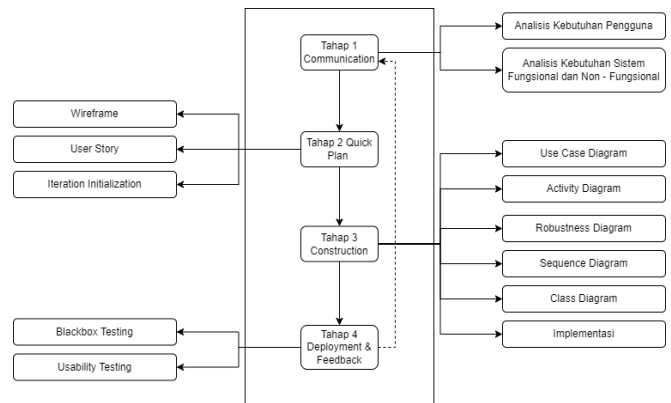 Tahap 1
Communication
Analisis Kebutuhan Pengguna
Analisis Kebutuhan Sistem
Fungsional dan Non - Fungsional
Wireframe
User Story
Iteration Initialization
Tahap 2 Quick
Plan
Tahap 3
Construction
Use Case Diagram
Activity Diagram
Robustness Diagram
Sequence Diagram
Class Diagram
Implementasi
Tahap 4
Deployment &
Feedback
Blackbox Testing
Usability Testing